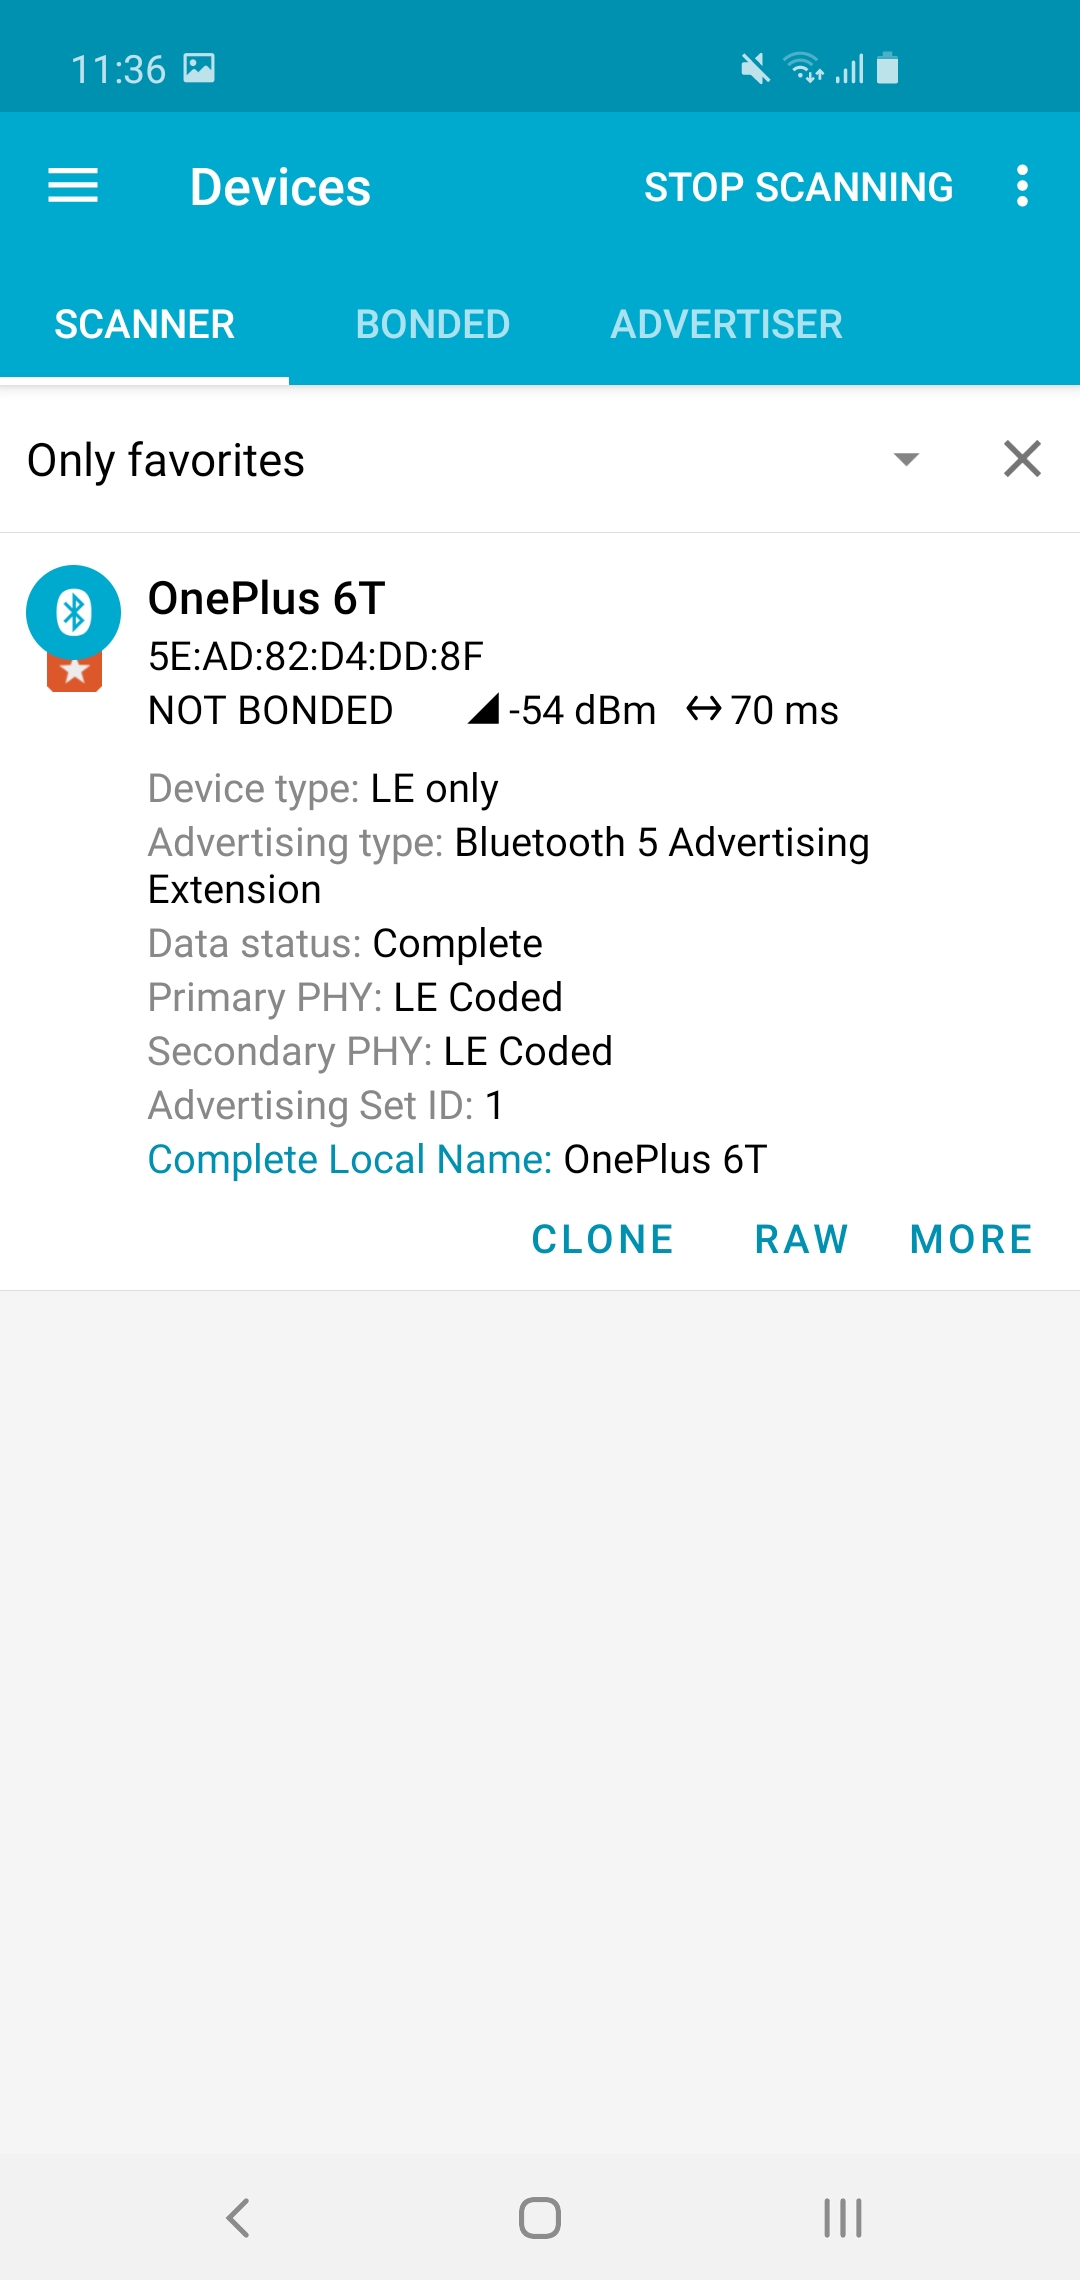 11:36
Devices STOP SCANNING
SCANNER BONDED ADVERTISER
Only favorites
OnePlus 6T
5E:AD:82:D4:DD:8F
NOT BONDED -54 dBm 70 ms
Device type: LE only
Advertising type: Bluetooth 5 Advertising
Extension
Data status: Complete
Primary PHY: LE Coded
Secondary PHY: LE Coded
Advertising Set ID: 1
Complete Local Name: OnePlus 6T
CLONE RAW MORE